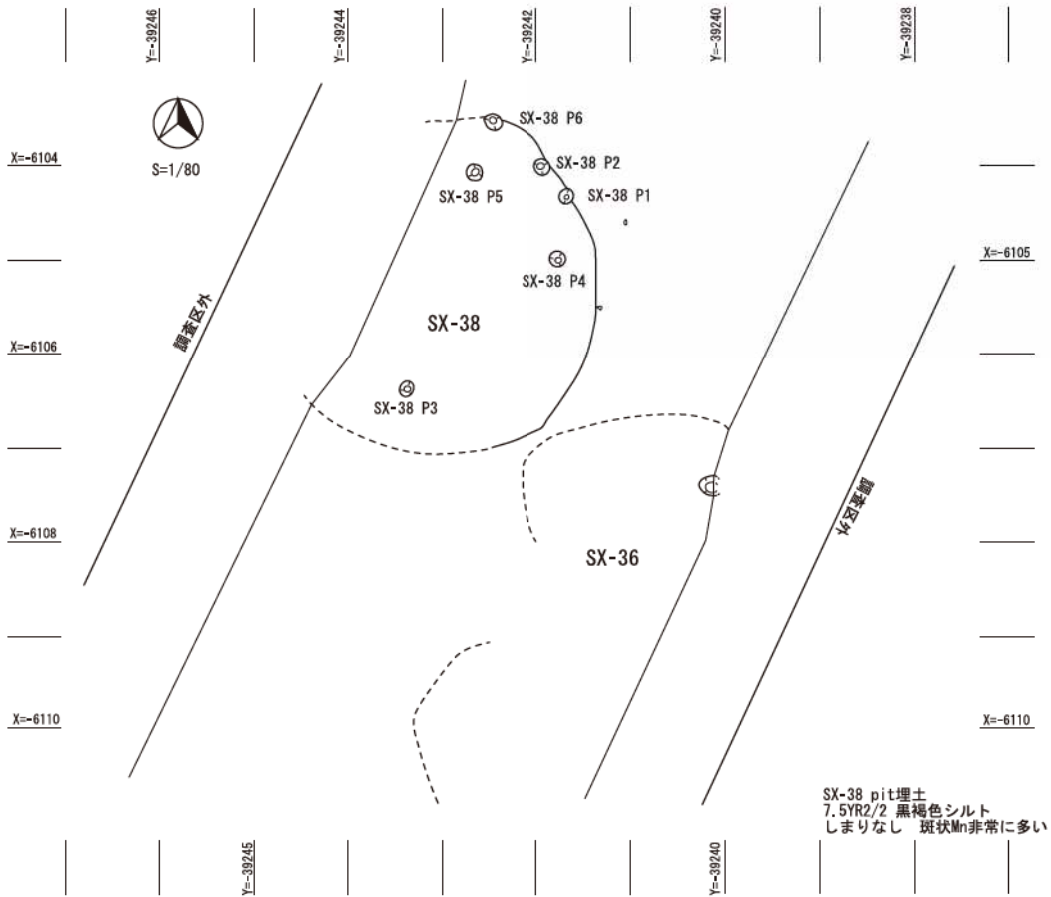 Y=-39246
Y=-39244
Y=-39242
Y=-39240
Y=-39238
S=1/80
X=-6104
SX-38 P6
SX-38 P2
SX-38 P5
SX-38 P1
X=-6105
SX-38 P4
調査区外
SX-38
X=-6106
SX-38 P3
調査区外
X=-6108
SX-36
X=-6110
X=-6110
SX-38 pit埋土
7.5YR2/2 黒褐色シルト
しまりなし 斑状Mn非常に多い
Y=-39245
Y=-39240